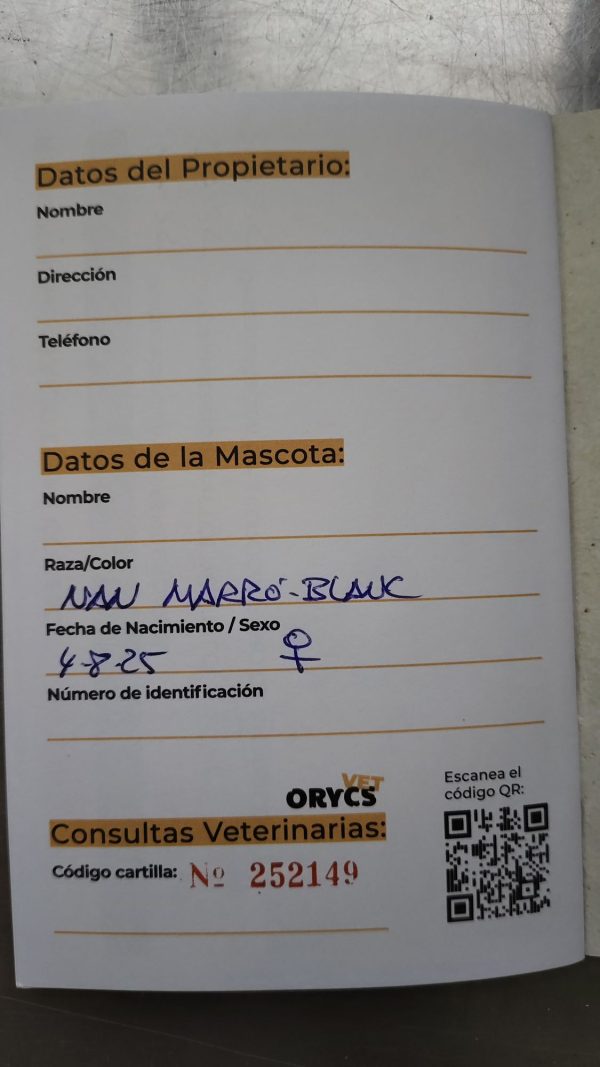 Datos del Propietario:
Nombre
Dirección
Teléfono
Datos de la Mascota:
Nombre
Raza/Color
NAN MARRÓ-BLANC
Fecha de Nacimiento / Sexo
4-8-25 ♀
Número de identificación
ORYCS VET
Escanea el
código QR:
Consultas Veterinarias:
Código cartilla: Nº 252149